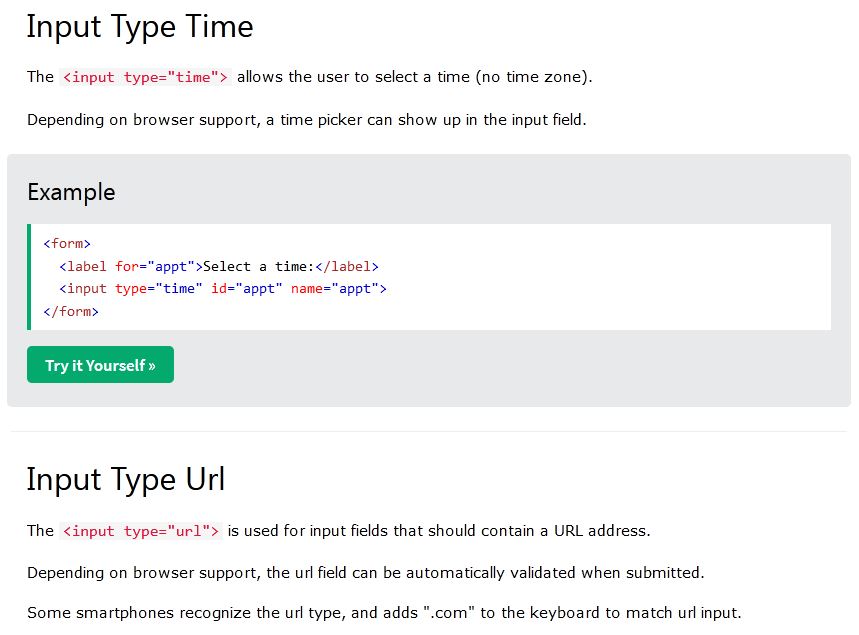 Input Type Time
The <input type="time"> allows the user to select a time (no time zone).
Depending on browser support, a time picker can show up in the input field.
Example
<form>
  <label for="appt">Select a time:</label>
  <input type="time" id="appt" name="appt">
</form>
Try it Yourself »
Input Type Url
The <input type="url"> is used for input fields that should contain a URL address.
Depending on browser support, the url field can be automatically validated when submitted.
Some smartphones recognize the url type, and adds ".com" to the keyboard to match url input.